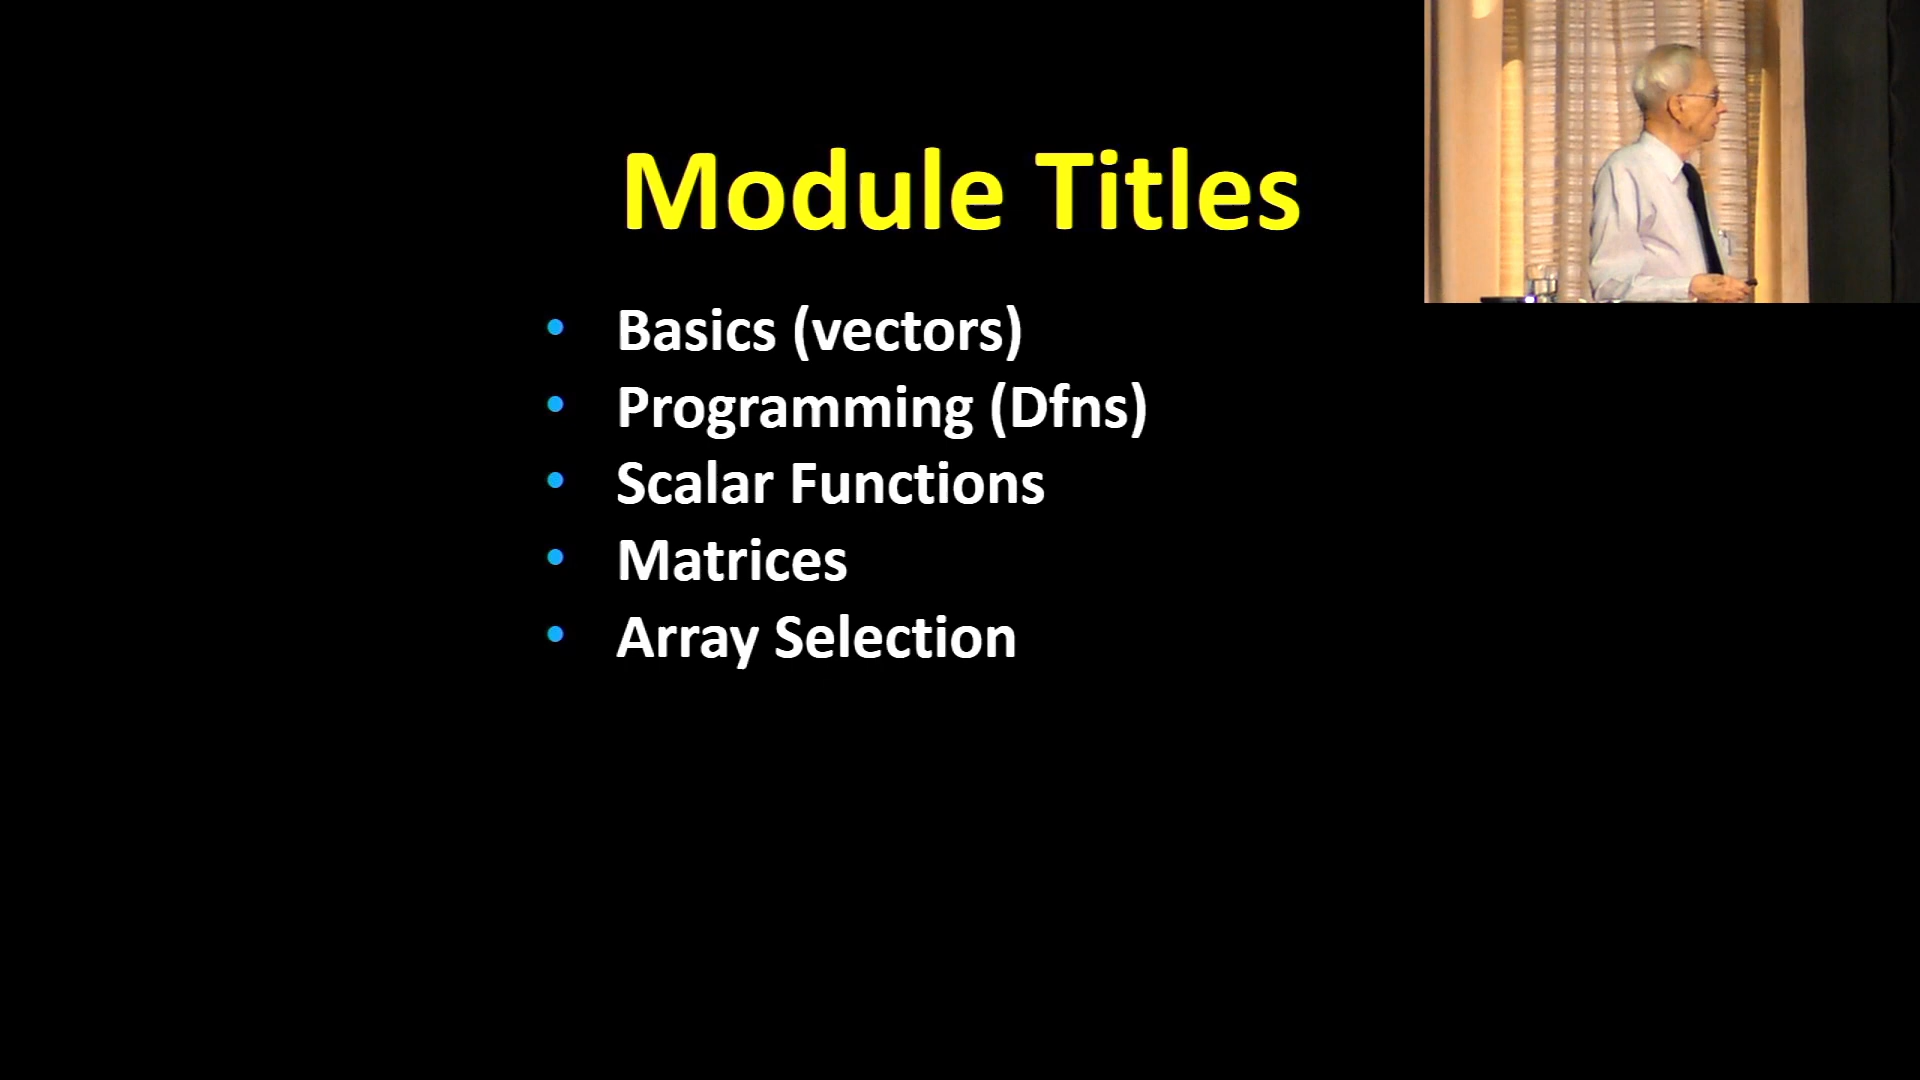 Module Titles
• Basics (vectors)
• Programming (Dfns)
• Scalar Functions
• Matrices
• Array Selection